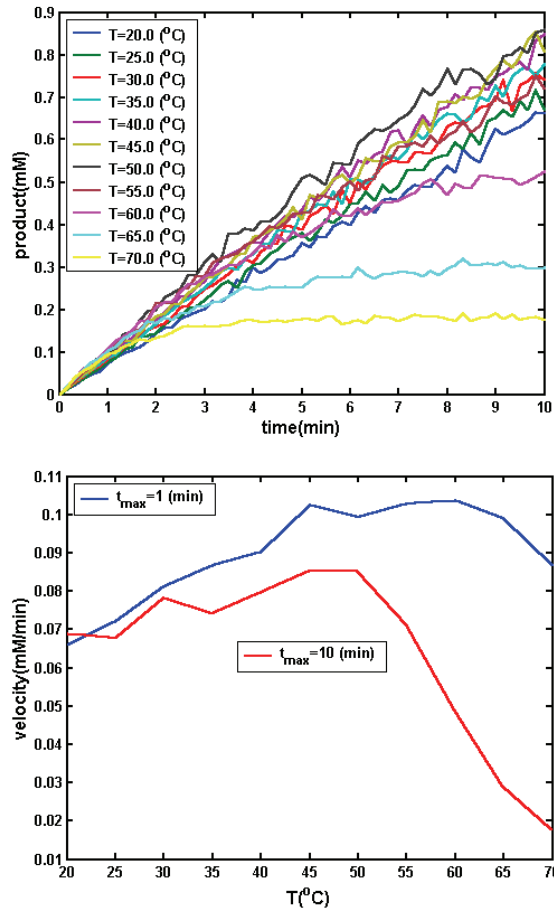 0.9
0.8
0.7
0.6
0.5
0.4
0.3
0.2
0.1
0
product(mM)
T=20.0 (°C)
T=25.0 (°C)
T=30.0 (°C)
T=35.0 (°C)
T=40.0 (°C)
T=45.0 (°C)
T=50.0 (°C)
T=55.0 (°C)
T=60.0 (°C)
T=65.0 (°C)
T=70.0 (°C)
0 1 2 3 4 5 6 7 8 9 10
time(min)
0.11
0.1
0.09
0.08
0.07
0.06
0.05
0.04
0.03
0.02
0.01
velocity(mM/min)
tmax=1 (min)
tmax=10 (min)
20 25 30 35 40 45 50 55 60 65 70
T(°C)